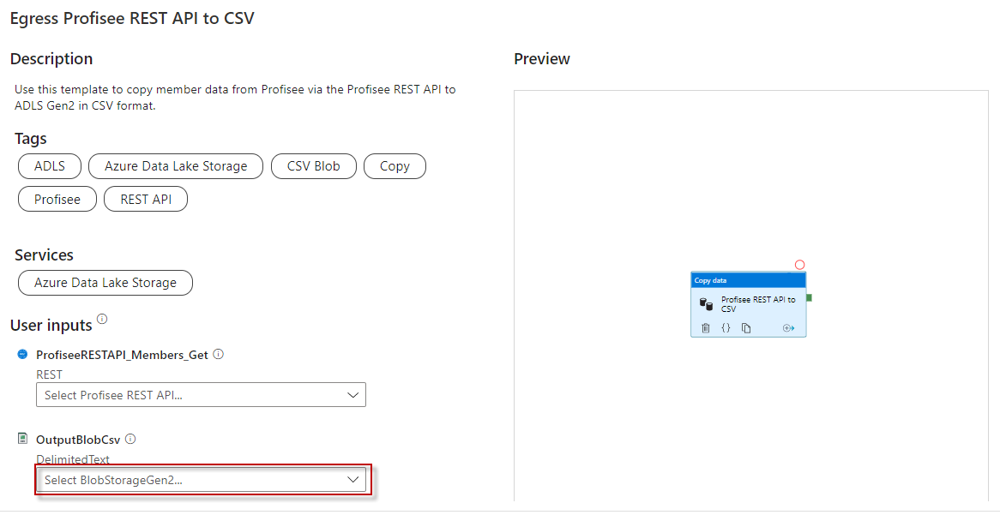 Egress Profisee REST API to CSV
Description
Use this template to copy member data from Profisee via the Profisee REST API to
ADLS Gen2 in CSV format.
Tags
ADLS
Azure Data Lake Storage
CSV Blob
Copy
Profisee
REST API
Services
Azure Data Lake Storage
User inputs
ProfiseeRESTAPI_Members_Get
REST
Select Profisee REST API...
OutputBlobCsv
DelimitedText
Select BlobStorageGen2...
Preview
Copy data
Profisee REST API to
CSV